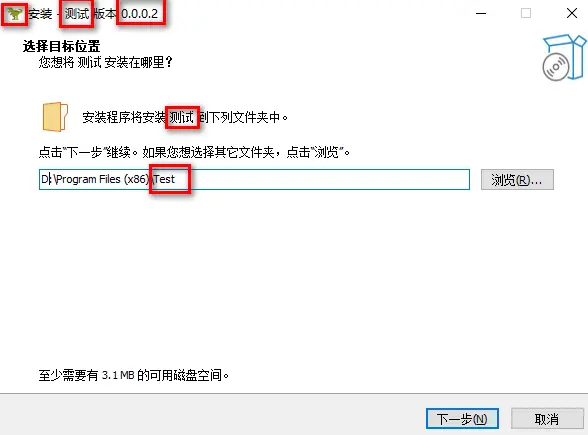 安装 - 测试 版本 0.0.0.2
选择目标位置
您想将 测试 安装在哪里？
安装程序将安装 测试 到下列文件夹中。
点击“下一步”继续。如果您想选择其它文件夹，点击“浏览”。
D:\Program Files (x86)\Test
浏览(R)...
至少需要有 3.1 MB 的可用磁盘空间。
下一步(N)
取消